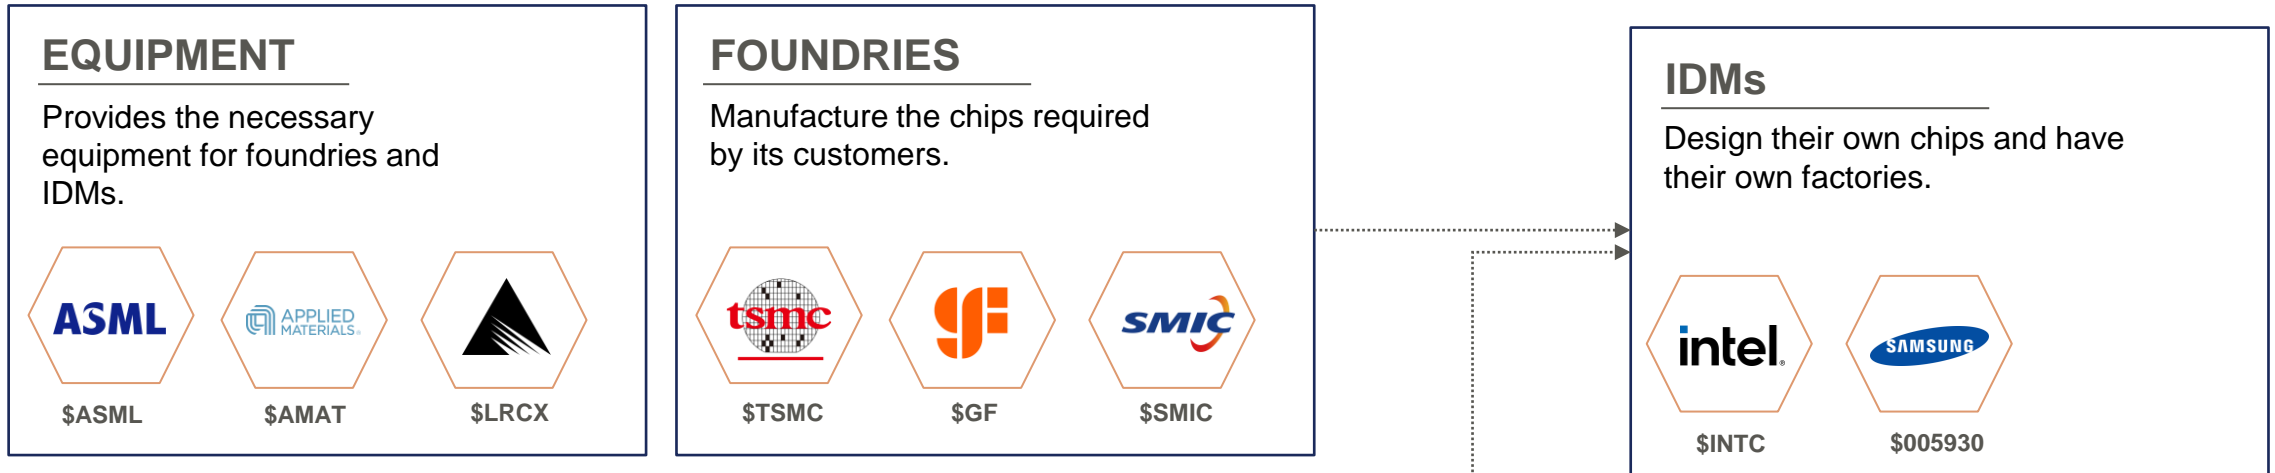 EQUIPMENT
Provides the necessary
equipment for foundries and
IDMs.
ASML
APPLIED
MATERIALS®
$ASML
$AMAT
$LRCX
FOUNDRIES
Manufacture the chips required
by its customers.
tsmc
GF
SMIC
$TSMC
$GF
$SMIC
IDMs
Design their own chips and have
their own factories.
intel®
SAMSUNG
$INTC
$005930